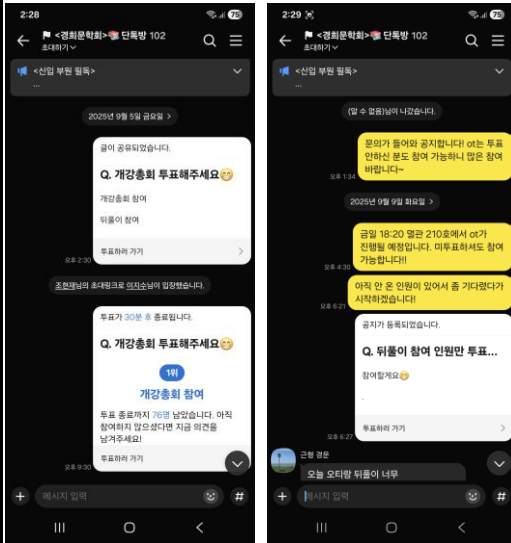 2:28
75
<경희문학회> 단톡방 102
초대하기
<신입 부원 필독>
...
2025년 9월 5일 금요일 >
글이 공유되었습니다.
Q. 개강총회 투표해주세요
개강총회 참여
뒤풀이 참여
투표하러 가기
오후 2:30
조현재님의 초대링크로 이지수님이 입장했습니다.
투표가 30분 후 종료됩니다.
Q. 개강총회 투표해주세요
1위
개강총회 참여
투표 종료까지 76명 남았습니다. 아직
참여하지 않으셨다면 지금 의견을
남겨주세요!
투표하러 가기
오후 9:30
메시지 입력
#
2:29
75
<경희문학회> 단톡방 102
초대하기
<신입 부원 필독>
...
(알 수 없음)님이 나갔습니다.
문의가 들어와 공지합니다! ot는 투표
안하신 분도 참여 가능하니 많은 참여
바랍니다~
오후 1:34
2025년 9월 9일 화요일 >
금일 18:20 멀관 210호에서 ot가
진행될 예정입니다. 미투표하셔도 참여
가능합니다!!
오후 4:30
아직 안 온 인원이 있어서 좀 기다렸다가
시작하겠습니다!
오후 6:21
공지가 등록되었습니다.
Q. 뒤풀이 참여 인원만 투표...
참여할게요
.
투표하러 가기
오후 6:27
근형 경문
오늘 오티랑 뒤풀이 너무
메시지 입력
#